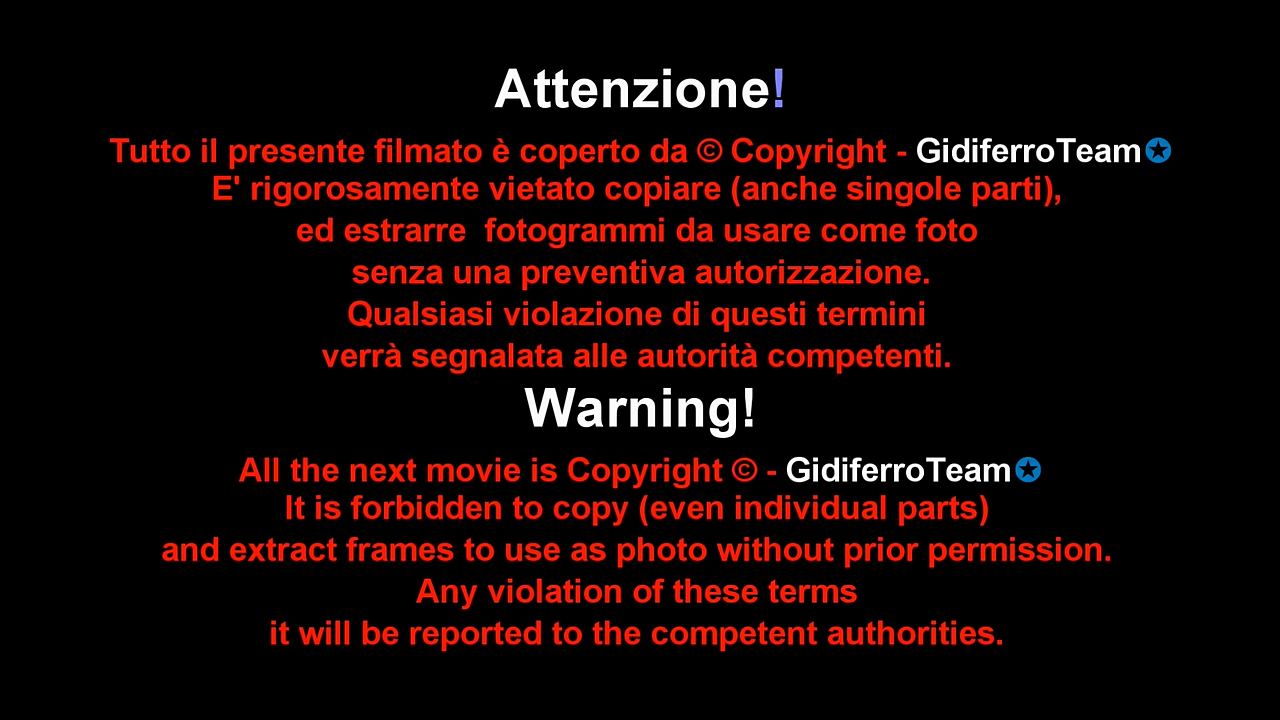 Attenzione!
Tutto il presente filmato è coperto da © Copyright - GidiferroTeam✪
E' rigorosamente vietato copiare (anche singole parti),
ed estrarre  fotogrammi da usare come foto
senza una preventiva autorizzazione.
Qualsiasi violazione di questi termini
verrà segnalata alle autorità competenti.
Warning!
All the next movie is Copyright © - GidiferroTeam✪
It is forbidden to copy (even individual parts)
and extract frames to use as photo without prior permission.
Any violation of these terms
it will be reported to the competent authorities.